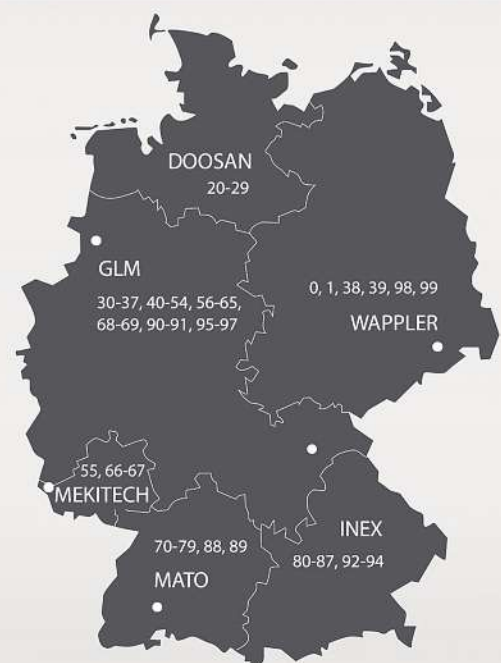 DOOSAN
20-29
GLM
30-37, 40-54, 56-65,
68-69, 90-91, 95-97
0, 1, 38, 39, 98, 99
WAPPLER
55, 66-67
MEKITECH
70-79, 88, 89
MATO
INEX
80-87, 92-94